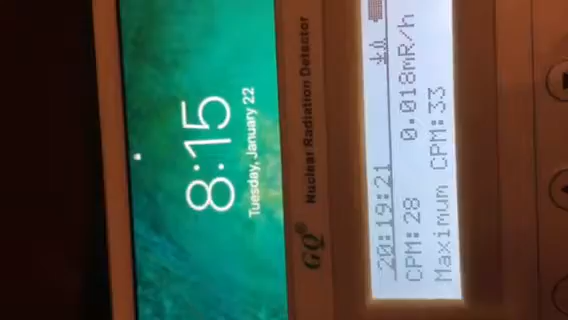 8:15
Tuesday, January 22
GQ® Nuclear Radiation Detector
20:19:21
CPM:28 0.018mR/h
Maximum CPM:33